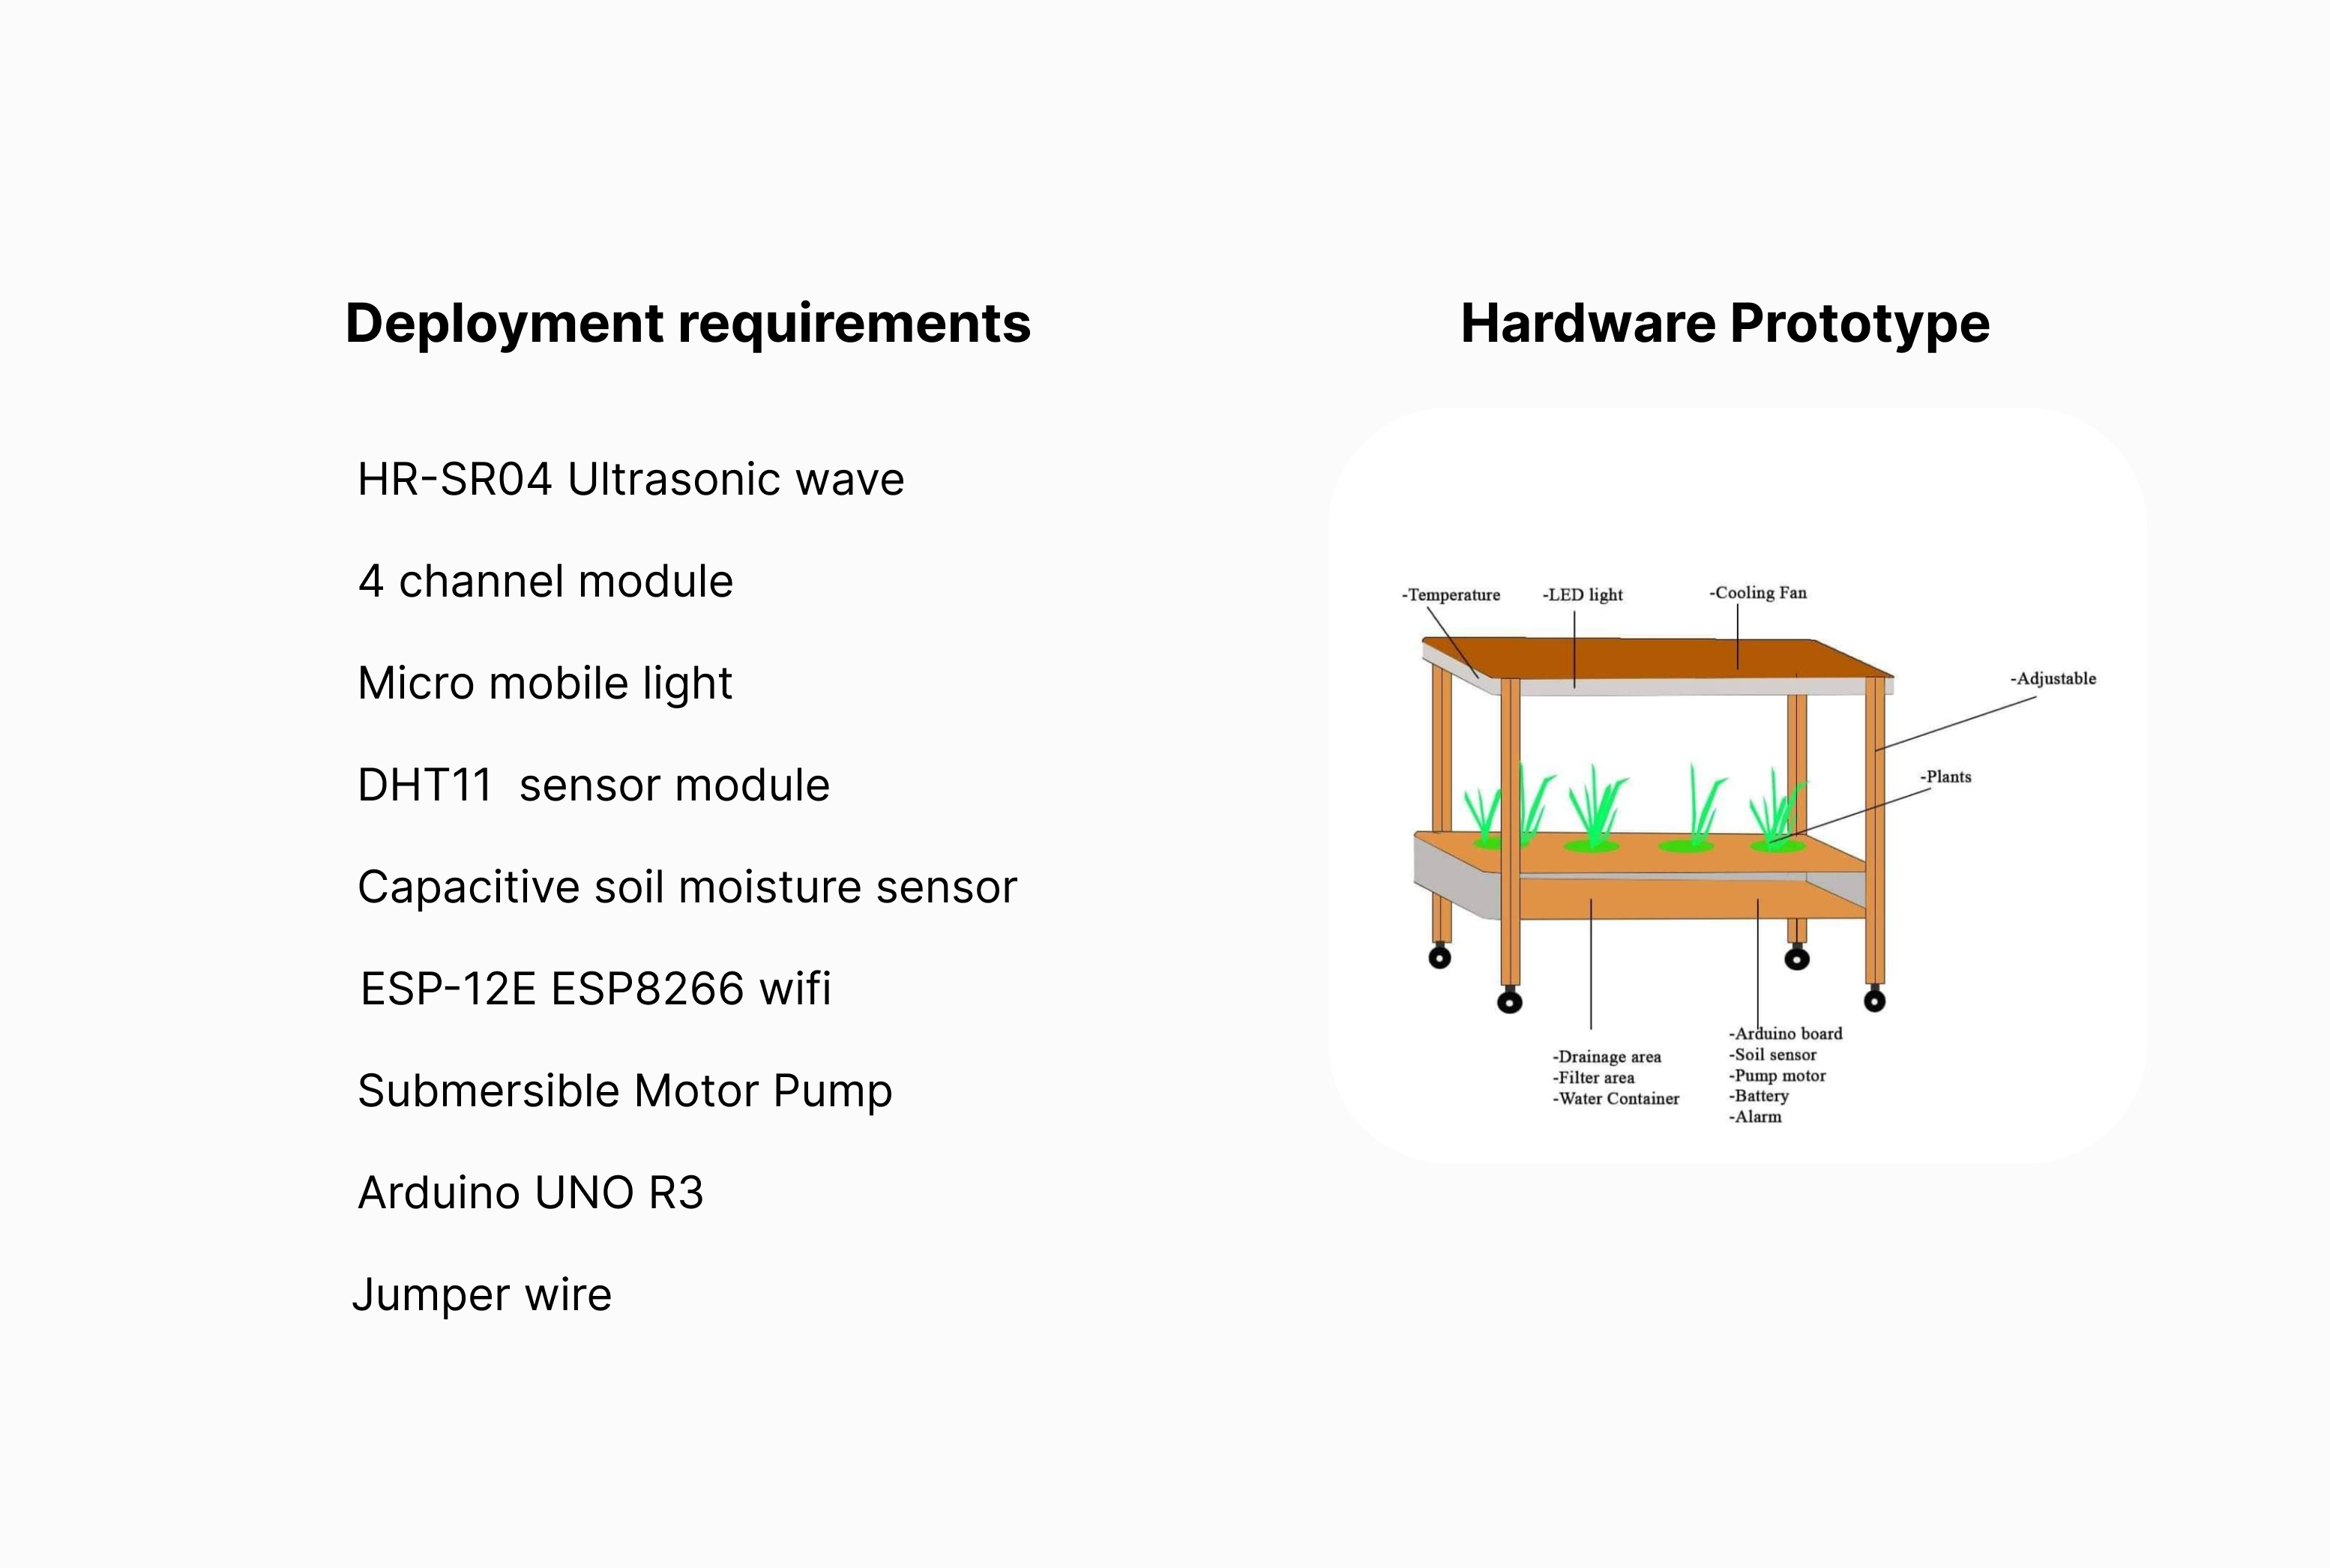 Deployment requirements
HR-SR04 Ultrasonic wave
4 channel module
Micro mobile light
DHT11  sensor module
Capacitive soil moisture sensor
ESP-12E ESP8266 wifi
Submersible Motor Pump
Arduino UNO R3
Jumper wire
Hardware Prototype
-Temperature
-LED light
-Cooling Fan
-Adjustable
-Plants
-Drainage area
-Filter area
-Water Container
-Arduino board
-Soil sensor
-Pump motor
-Battery
-Alarm